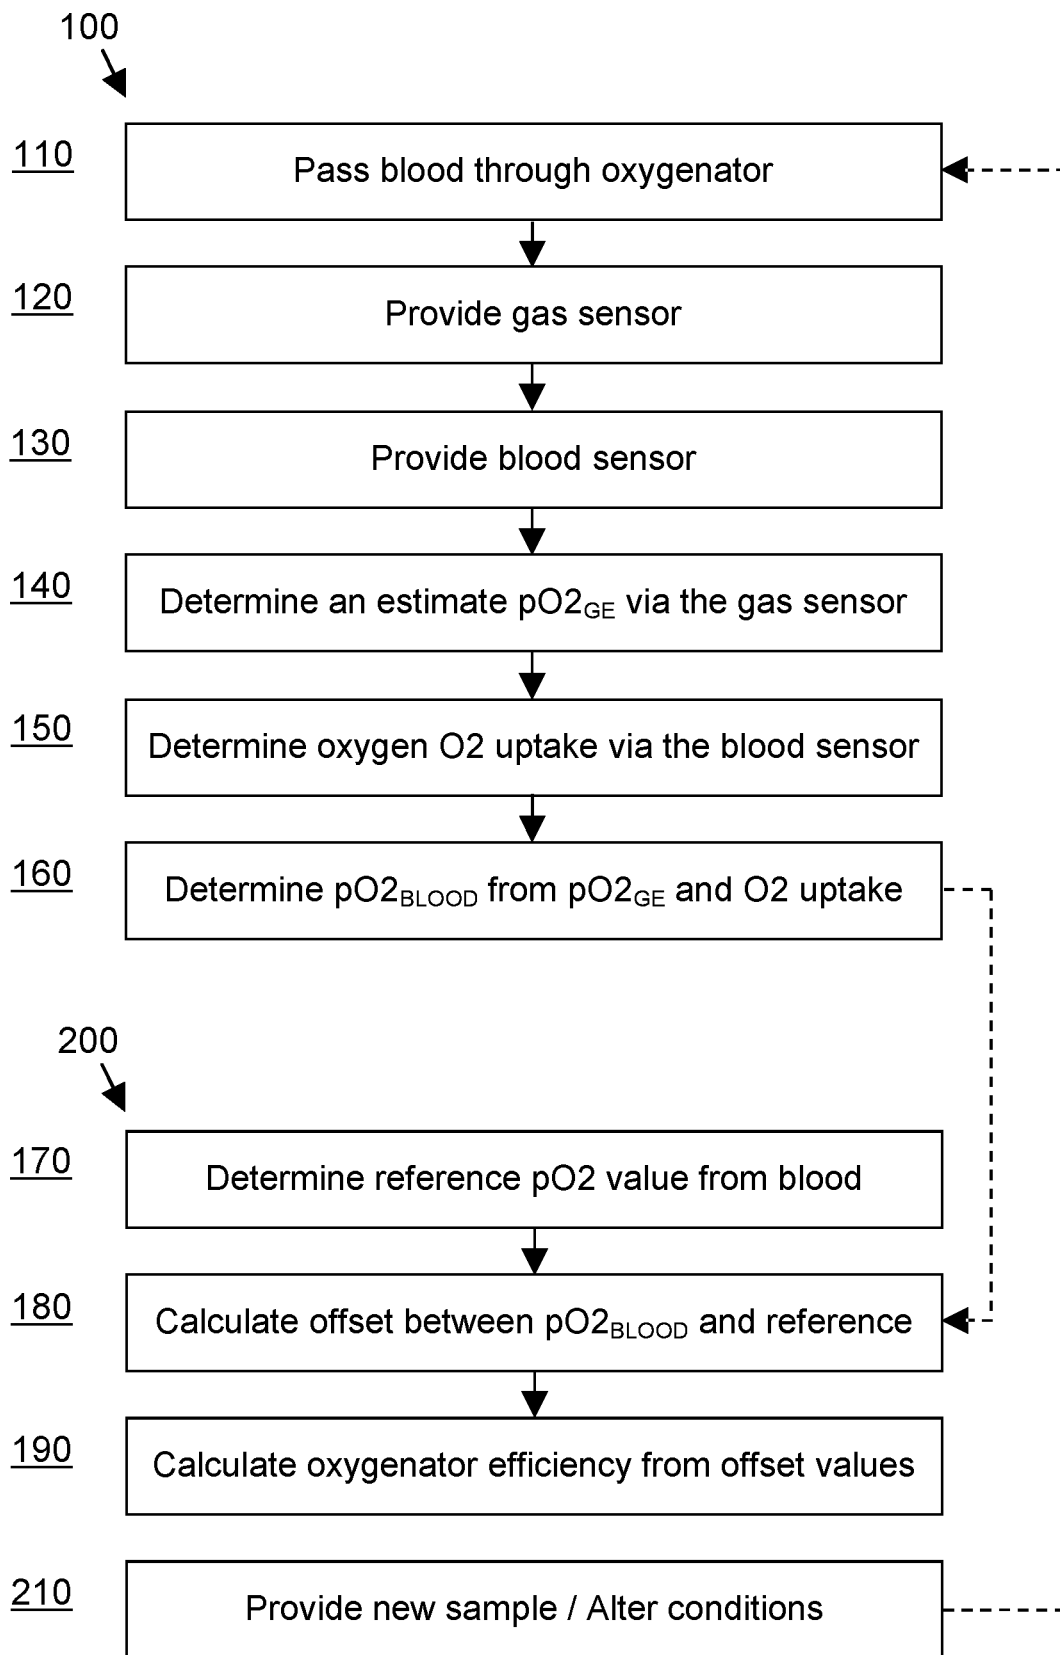 100
110
Pass blood through oxygenator
120
Provide gas sensor
130
Provide blood sensor
140
Determine an estimate pO2GE via the gas sensor
150
Determine oxygen O2 uptake via the blood sensor
160
Determine pO2BLOOD from pO2GE and O2 uptake
200
170
Determine reference pO2 value from blood
180
Calculate offset between pO2BLOOD and reference
190
Calculate oxygenator efficiency from offset values
210
Provide new sample / Alter conditions